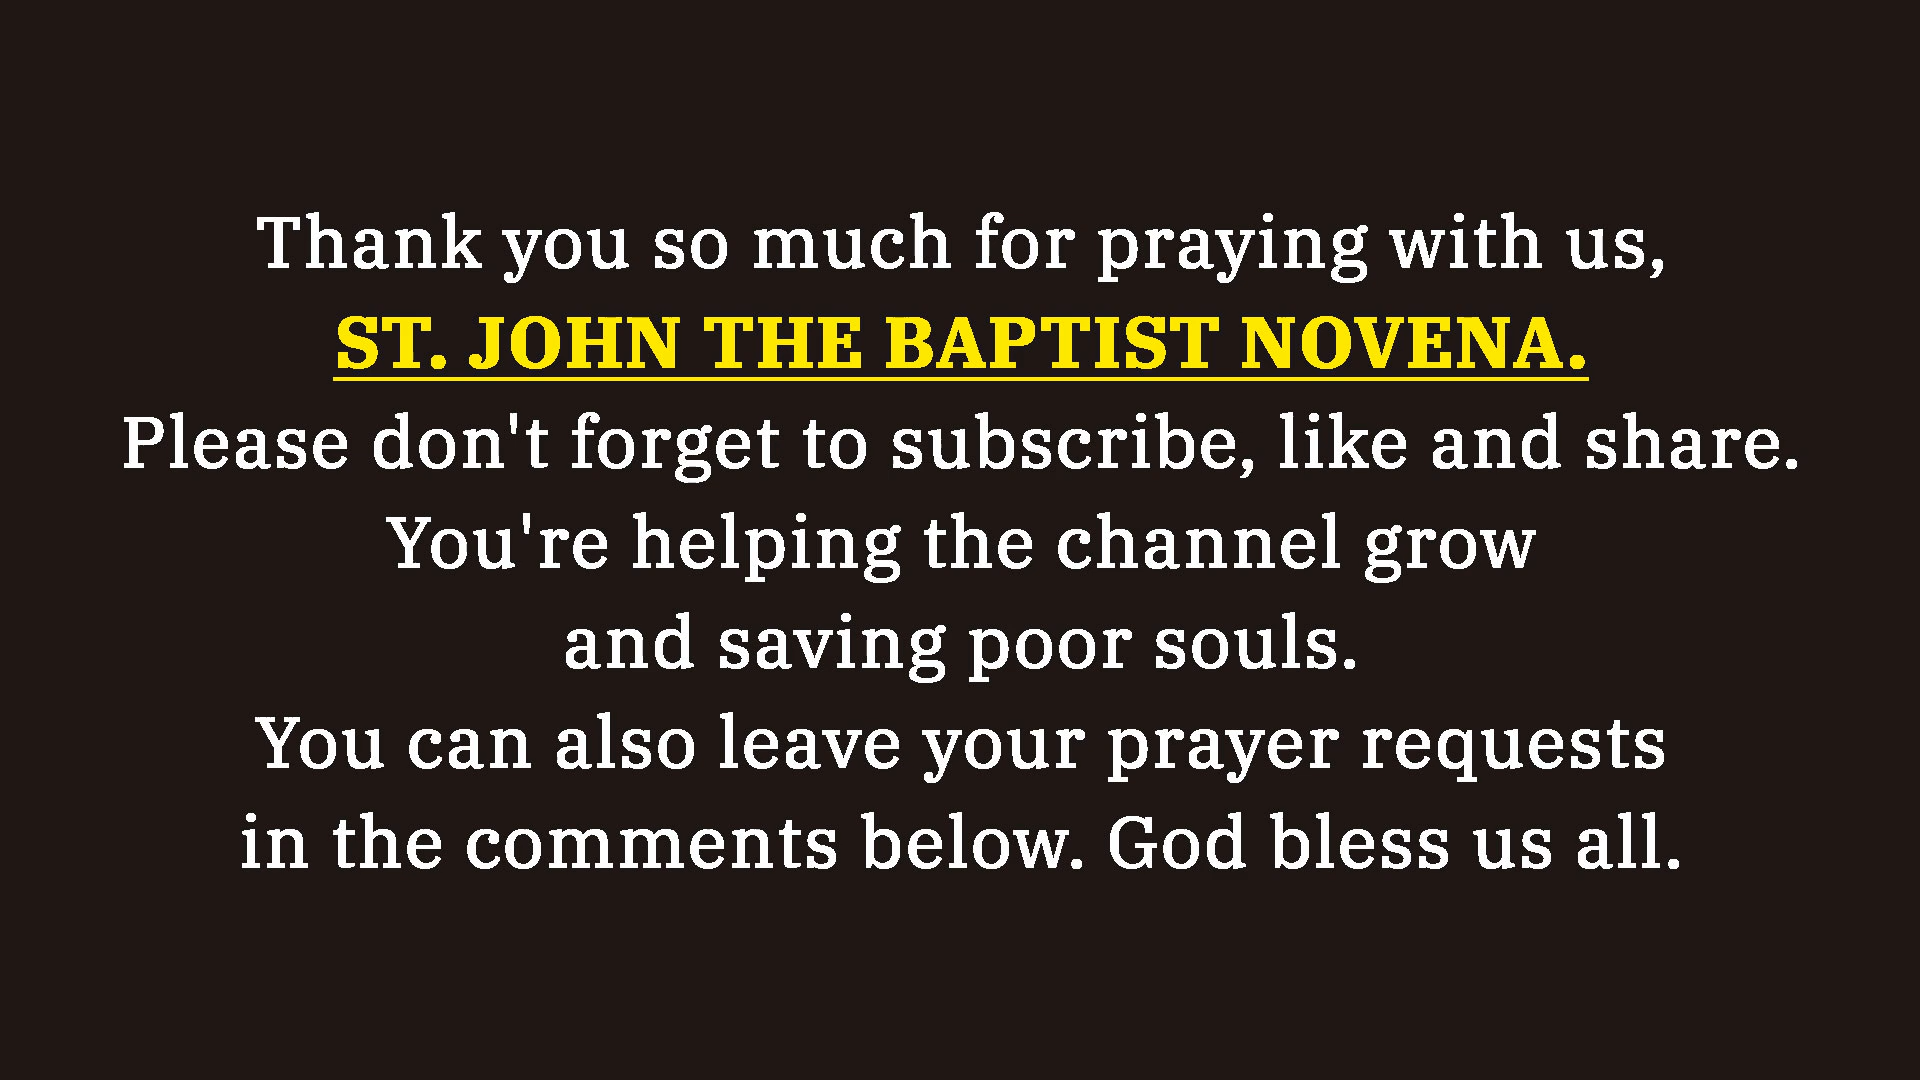 Thank you so much for praying with us,
ST. JOHN THE BAPTIST NOVENA.
Please don't forget to subscribe, like and share.
You're helping the channel grow
and saving poor souls.
You can also leave your prayer requests
in the comments below. God bless us all.